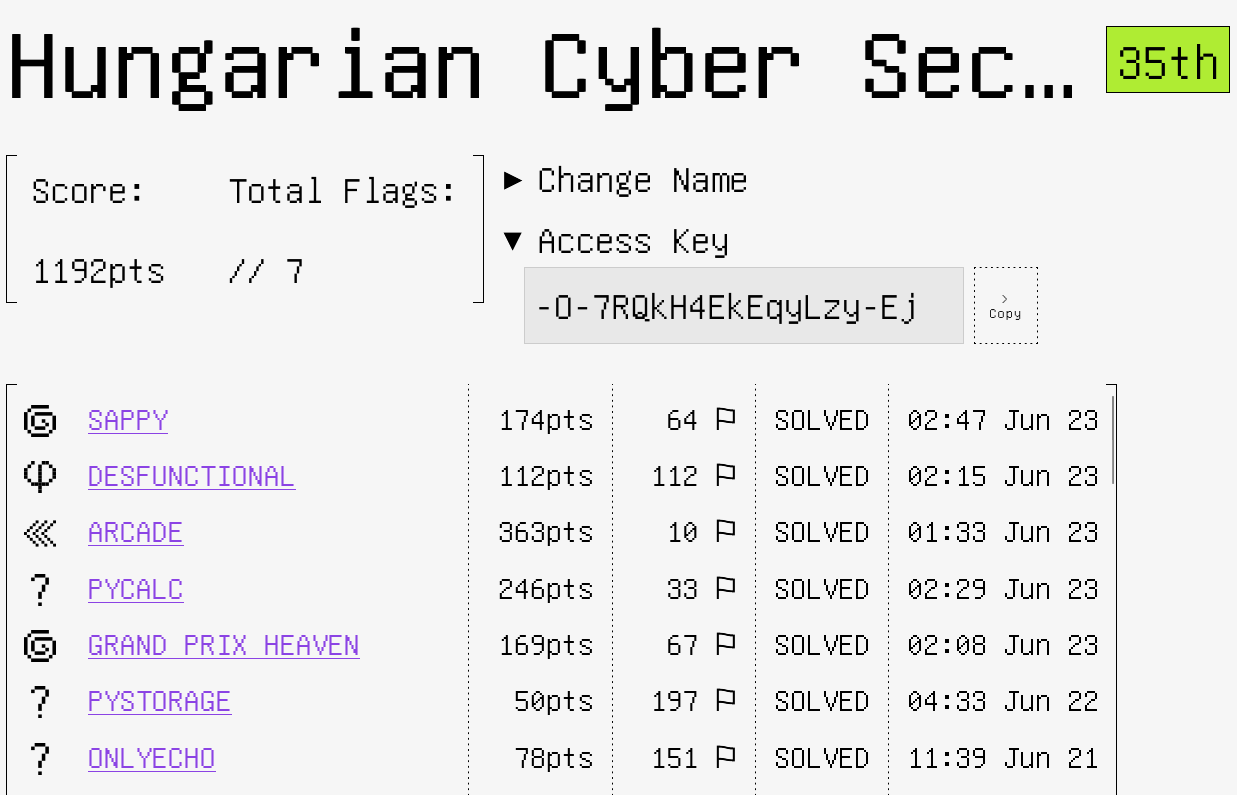 Hungarian Cyber Sec… 35th
Score: Total Flags:
1192pts // 7
▶ Change Name
▼ Access Key
-O-7RQkH4EkEqyLzy-Ej
> Copy
SAPPY 174pts 64 SOLVED 02:47 Jun 23
DESFUNCTIONAL 112pts 112 SOLVED 02:15 Jun 23
ARCADE 363pts 10 SOLVED 01:33 Jun 23
? PYCALC 246pts 33 SOLVED 02:29 Jun 23
GRAND PRIX HEAVEN 169pts 67 SOLVED 02:08 Jun 23
? PYSTORAGE 50pts 197 SOLVED 04:33 Jun 22
? ONLYECHO 78pts 151 SOLVED 11:39 Jun 21